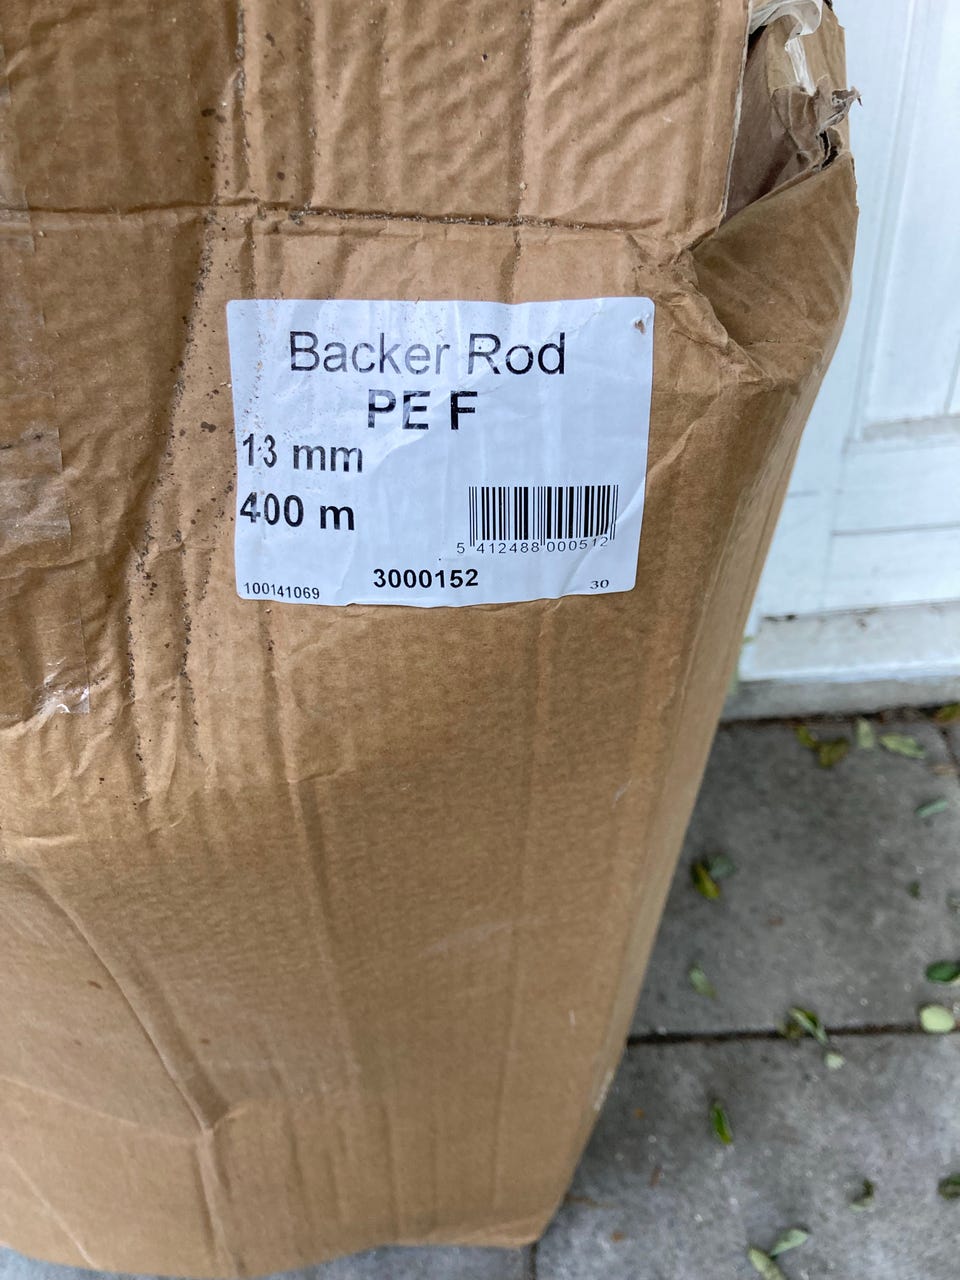 Backer Rod
PE F
13 mm
400 m
5 412488 000512
100141069 3000152 30